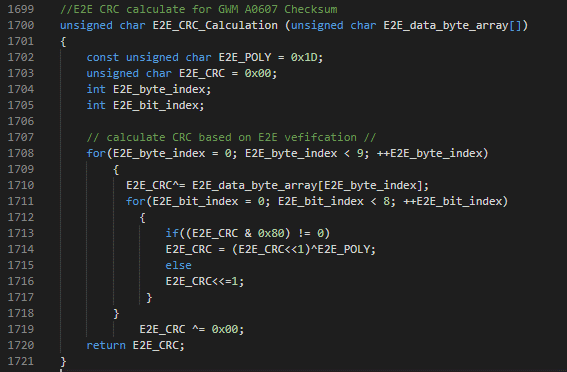 1699 //E2E CRC calculate for GWM A0607 Checksum
1700 unsigned char E2E_CRC_Calculation (unsigned char E2E_data_byte_array[])
1701 {
1702 const unsigned char E2E_POLY = 0x1D;
1703 unsigned char E2E_CRC = 0x00;
1704 int E2E_byte_index;
1705 int E2E_bit_index;
1706
1707 // calculate CRC based on E2E vefifcation //
1708 for(E2E_byte_index = 0; E2E_byte_index < 9; ++E2E_byte_index)
1709 {
1710 E2E_CRC^= E2E_data_byte_array[E2E_byte_index];
1711 for(E2E_bit_index = 0; E2E_bit_index < 8; ++E2E_bit_index)
1712 {
1713 if((E2E_CRC & 0x80) != 0)
1714 E2E_CRC = (E2E_CRC<<1)^E2E_POLY;
1715 else
1716 E2E_CRC<<=1;
1717 }
1718 }
1719 E2E_CRC ^= 0x00;
1720 return E2E_CRC;
1721 }